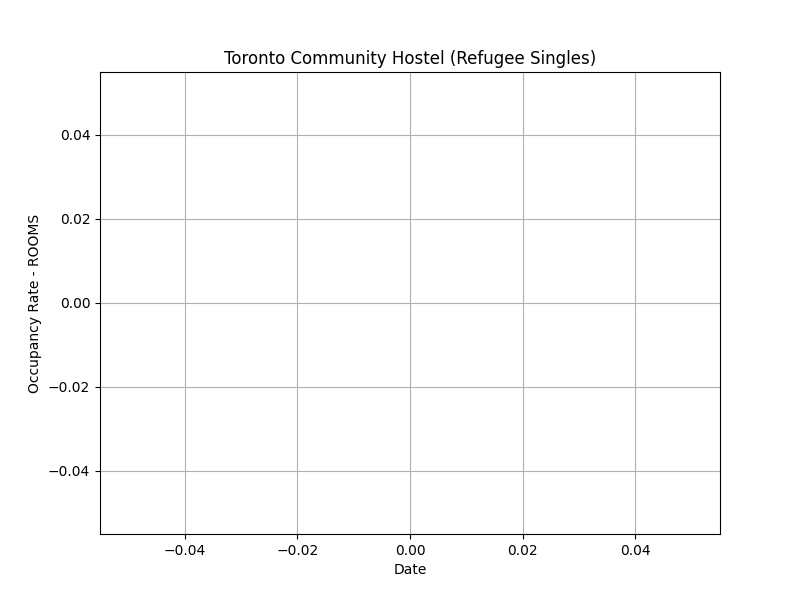 Toronto Community Hostel (Refugee Singles)
Occupancy Rate - ROOMS
0.04
0.02
0.00
−0.02
−0.04
−0.04 −0.02 0.00 0.02 0.04
Date